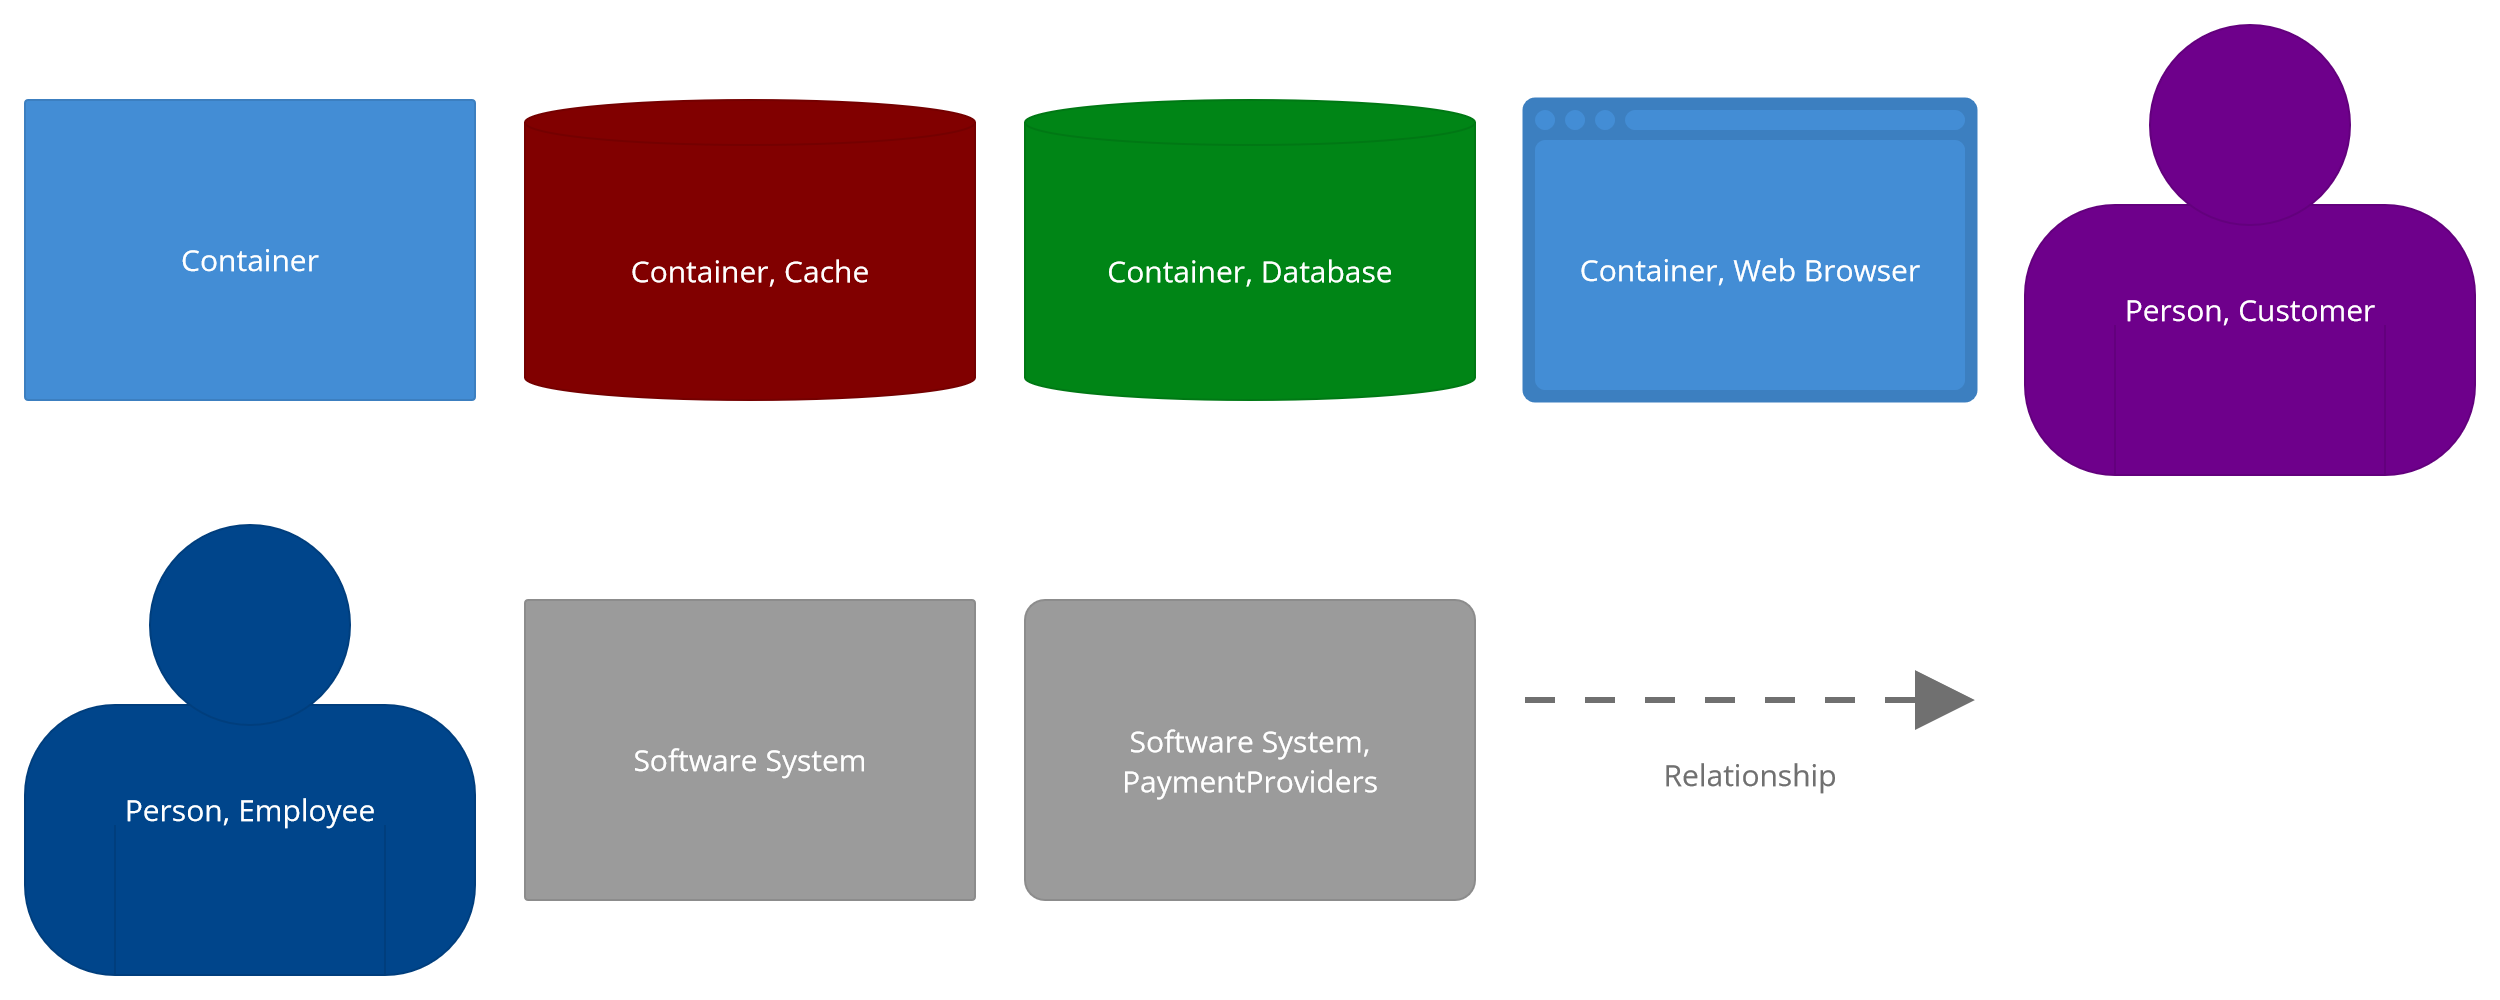 Container
Container, Cache
Container, Database
Container, Web Browser
Person, Customer
Person, Employee
Software System
Software System,
PaymentProviders
Relationship